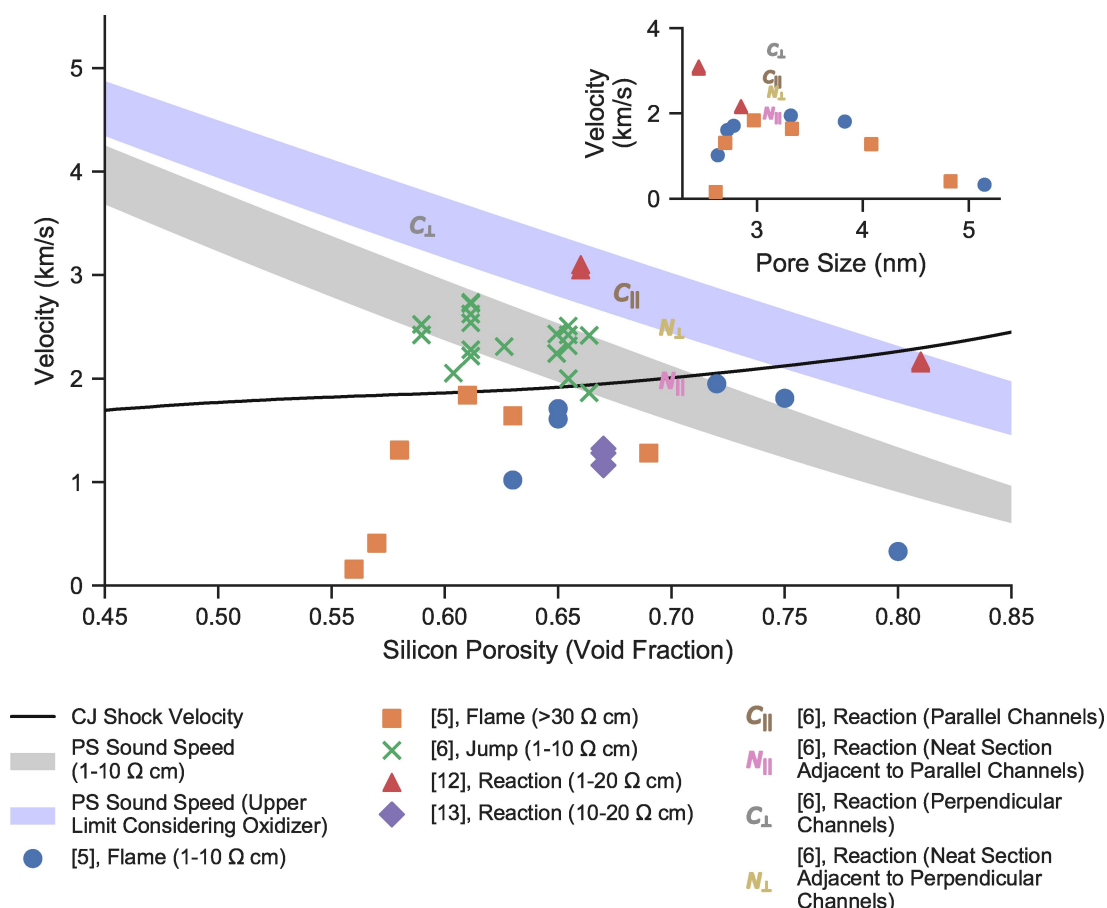 5
4
3
2
1
0
Velocity (km/s)
0.45 0.50 0.55 0.60 0.65 0.70 0.75 0.80 0.85
Silicon Porosity (Void Fraction)
C⊥
C||
N⊥
N||
4
2
0
Velocity
(km/s)
C⊥
C||
N⊥
N||
3 4 5
Pore Size (nm)
CJ Shock Velocity
PS Sound Speed
(1-10 Ω cm)
PS Sound Speed (Upper
Limit Considering Oxidizer)
[5], Flame (1-10 Ω cm)
[5], Flame (>30 Ω cm)
[6], Jump (1-10 Ω cm)
[12], Reaction (1-20 Ω cm)
[13], Reaction (10-20 Ω cm)
C|| [6], Reaction (Parallel Channels)
N|| [6], Reaction (Neat Section
Adjacent to Parallel Channels)
C⊥ [6], Reaction (Perpendicular
Channels)
N⊥ [6], Reaction (Neat Section
Adjacent to Perpendicular
Channels)